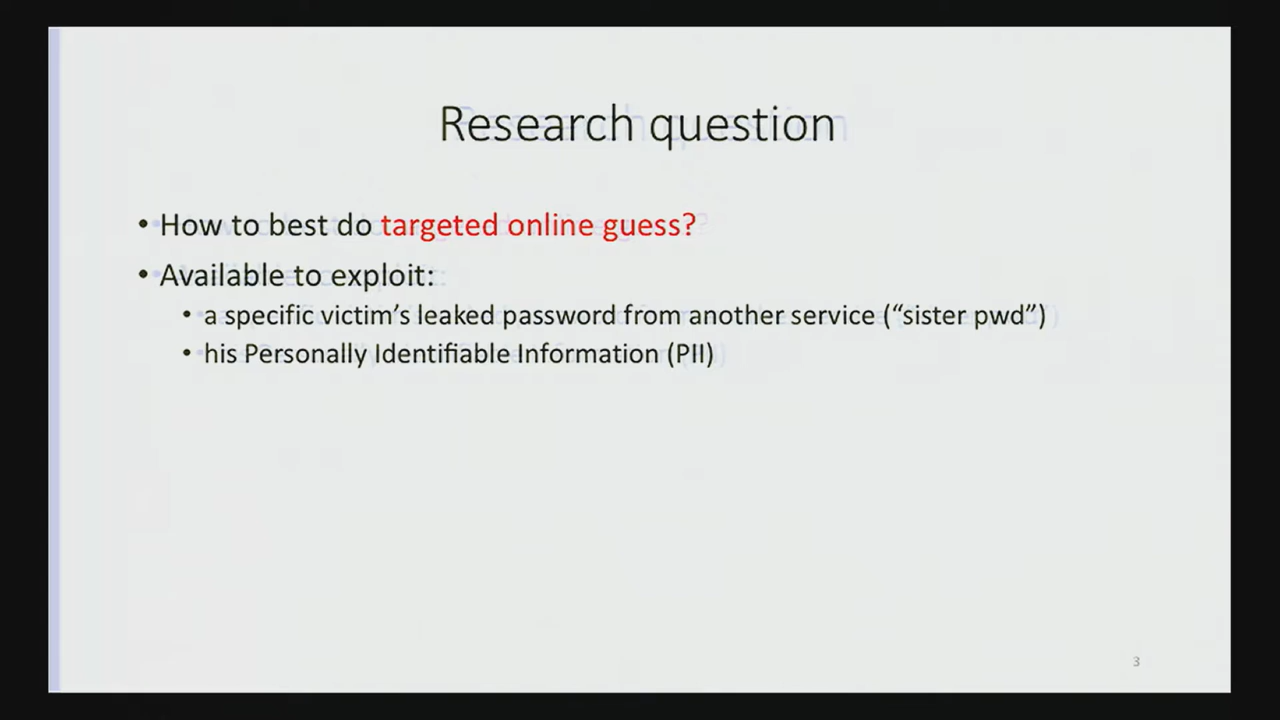 Research question
• How to best do targeted online guess?
• Available to exploit:
• a specific victim’s leaked password from another service (“sister pwd”)
• his Personally Identifiable Information (PII)
3